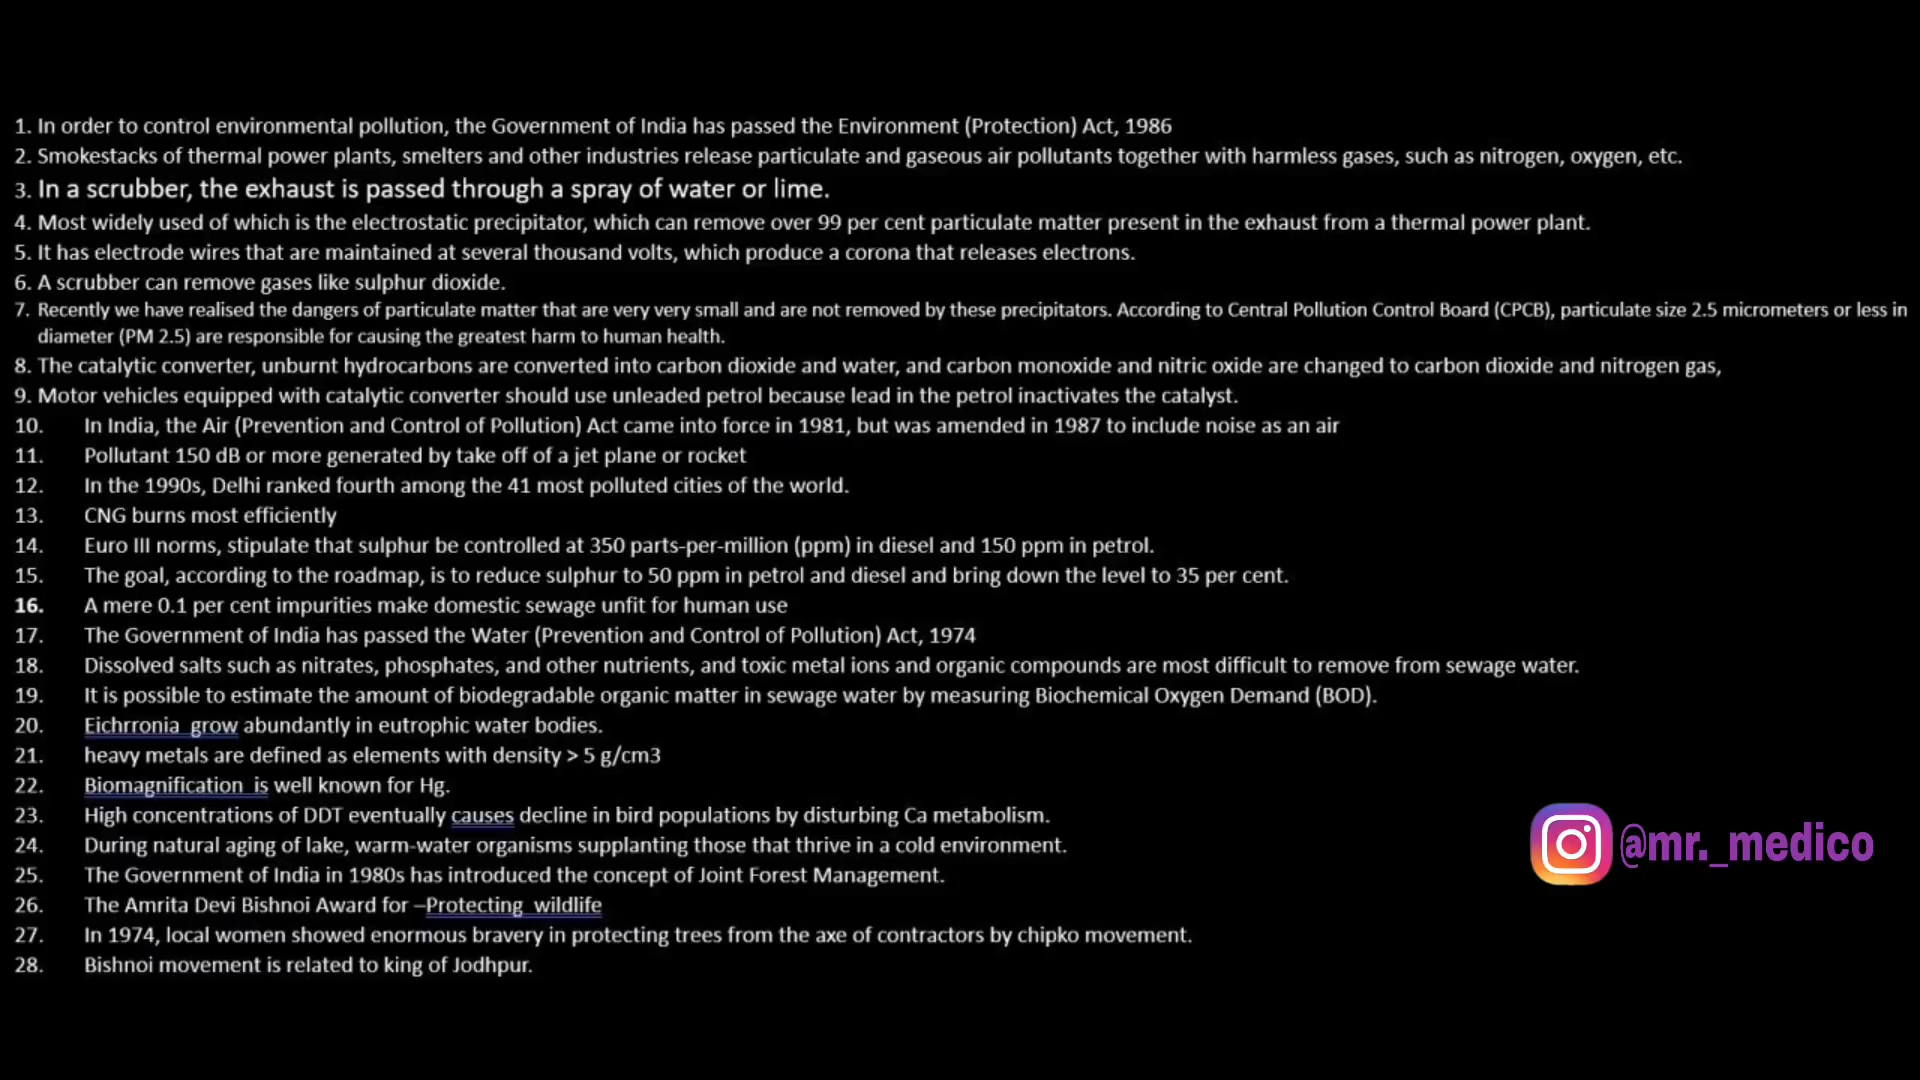 1. In order to control environmental pollution, the Government of India has passed the Environment (Protection) Act, 1986
2. Smokestacks of thermal power plants, smelters and other industries release particulate and gaseous air pollutants together with harmless gases, such as nitrogen, oxygen, etc.
3. In a scrubber, the exhaust is passed through a spray of water or lime.
4. Most widely used of which is the electrostatic precipitator, which can remove over 99 per cent particulate matter present in the exhaust from a thermal power plant.
5. It has electrode wires that are maintained at several thousand volts, which produce a corona that releases electrons.
6. A scrubber can remove gases like sulphur dioxide.
7. Recently we have realised the dangers of particulate matter that are very very small and are not removed by these precipitators. According to Central Pollution Control Board (CPCB), particulate size 2.5 micrometers or less in
diameter (PM 2.5) are responsible for causing the greatest harm to human health.
8. The catalytic converter, unburnt hydrocarbons are converted into carbon dioxide and water, and carbon monoxide and nitric oxide are changed to carbon dioxide and nitrogen gas,
9. Motor vehicles equipped with catalytic converter should use unleaded petrol because lead in the petrol inactivates the catalyst.
10. In India, the Air (Prevention and Control of Pollution) Act came into force in 1981, but was amended in 1987 to include noise as an air
11. Pollutant 150 dB or more generated by take off of a jet plane or rocket
12. In the 1990s, Delhi ranked fourth among the 41 most polluted cities of the world.
13. CNG burns most efficiently
14. Euro III norms, stipulate that sulphur be controlled at 350 parts-per-million (ppm) in diesel and 150 ppm in petrol.
15. The goal, according to the roadmap, is to reduce sulphur to 50 ppm in petrol and diesel and bring down the level to 35 per cent.
16. A mere 0.1 per cent impurities make domestic sewage unfit for human use
17. The Government of India has passed the Water (Prevention and Control of Pollution) Act, 1974
18. Dissolved salts such as nitrates, phosphates, and other nutrients, and toxic metal ions and organic compounds are most difficult to remove from sewage water.
19. It is possible to estimate the amount of biodegradable organic matter in sewage water by measuring Biochemical Oxygen Demand (BOD).
20. Eichrronia grow abundantly in eutrophic water bodies.
21. heavy metals are defined as elements with density > 5 g/cm3
22. Biomagnification is well known for Hg.
23. High concentrations of DDT eventually causes decline in bird populations by disturbing Ca metabolism.
24. During natural aging of lake, warm-water organisms supplanting those that thrive in a cold environment.
25. The Government of India in 1980s has introduced the concept of Joint Forest Management.
26. The Amrita Devi Bishnoi Award for –Protecting wildlife
27. In 1974, local women showed enormous bravery in protecting trees from the axe of contractors by chipko movement.
28. Bishnoi movement is related to king of Jodhpur.
@mr._medico